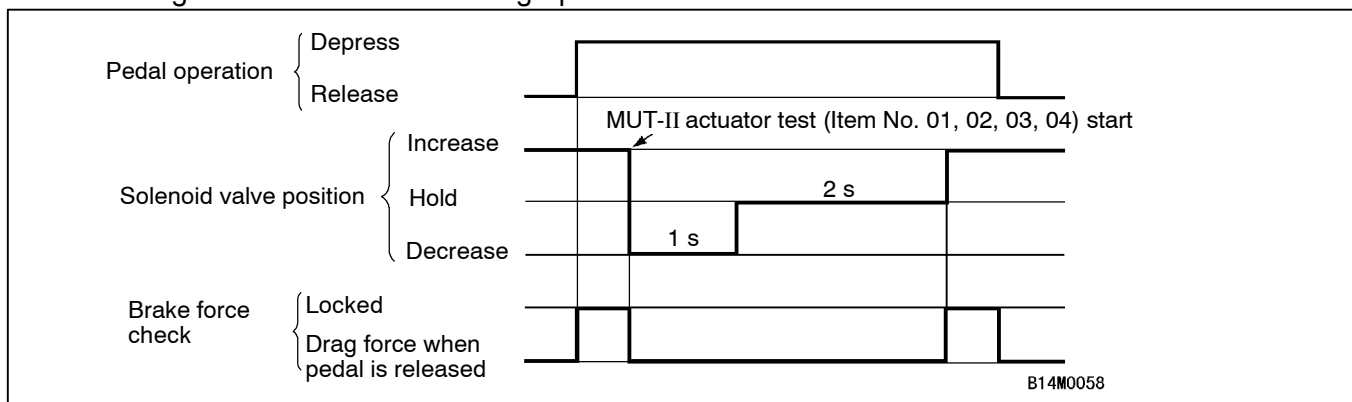 Pedal operation
Depress
Release
MUT-II actuator test (Item No. 01, 02, 03, 04) start
Solenoid valve position
Increase
Hold
Decrease
2 s
1 s
Brake force
check
Locked
Drag force when
pedal is released
B14M0058